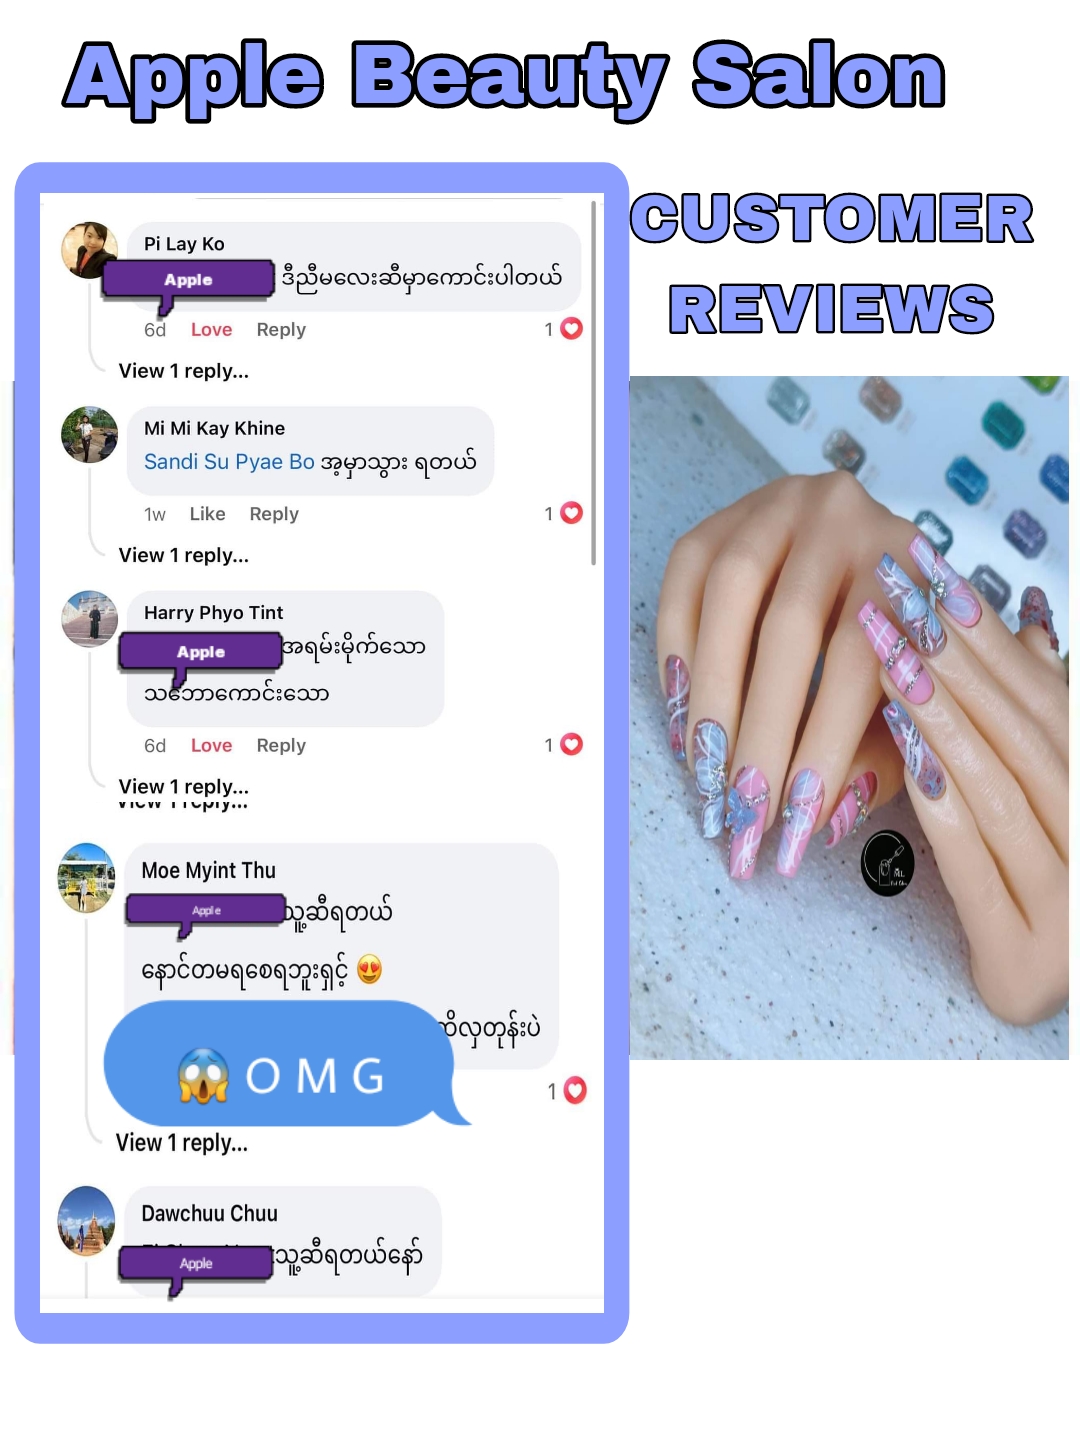 Apple Beauty Salon
CUSTOMER
REVIEWS
Pi Lay Ko
Apple ဒီညီမလေးဆီမှာကောင်းပါတယ်
6d Love Reply 1
View 1 reply...
Mi Mi Kay Khine
Sandi Su Pyae Bo အဲ့မှာသွား ရတယ်
1w Like Reply 1
View 1 reply...
Harry Phyo Tint
Apple အရမ်းမိုက်သော
သဘောကောင်းသော
6d Love Reply 1
View 1 reply...
View 1 reply...
Moe Myint Thu
Apple သူ့ဆီရတယ်
နောင်တမရစေရဘူးရှင့် 😍
လှတုန်းပဲ
😱 O M G
1
View 1 reply...
Dawchuu Chuu
Apple သူ့ဆီရတယ်နော်
ML